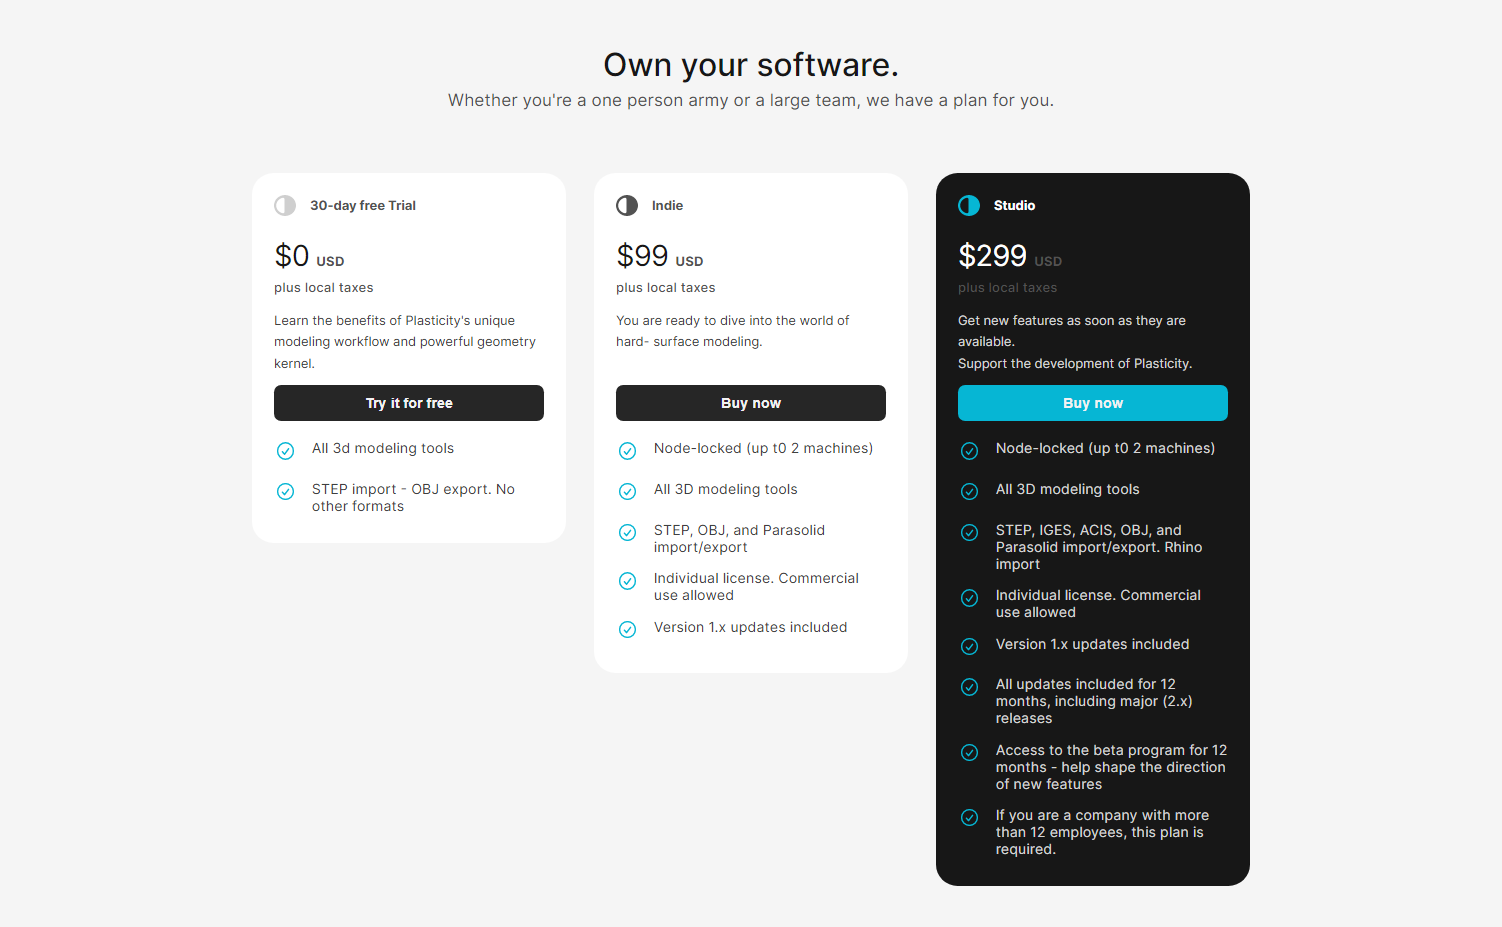 Own your software.
Whether you're a one person army or a large team, we have a plan for you.
30-day free Trial
$0 USD
plus local taxes
Learn the benefits of Plasticity's unique
modeling workflow and powerful geometry
kernel.
Try it for free
All 3d modeling tools
STEP import - OBJ export. No
other formats
Indie
$99 USD
plus local taxes
You are ready to dive into the world of
hard- surface modeling.
Buy now
Node-locked (up t0 2 machines)
All 3D modeling tools
STEP, OBJ, and Parasolid
import/export
Individual license. Commercial
use allowed
Version 1.x updates included
Studio
$299 USD
plus local taxes
Get new features as soon as they are
available.
Support the development of Plasticity.
Buy now
Node-locked (up t0 2 machines)
All 3D modeling tools
STEP, IGES, ACIS, OBJ, and
Parasolid import/export. Rhino
import
Individual license. Commercial
use allowed
Version 1.x updates included
All updates included for 12
months, including major (2.x)
releases
Access to the beta program for 12
months - help shape the direction
of new features
If you are a company with more
than 12 employees, this plan is
required.